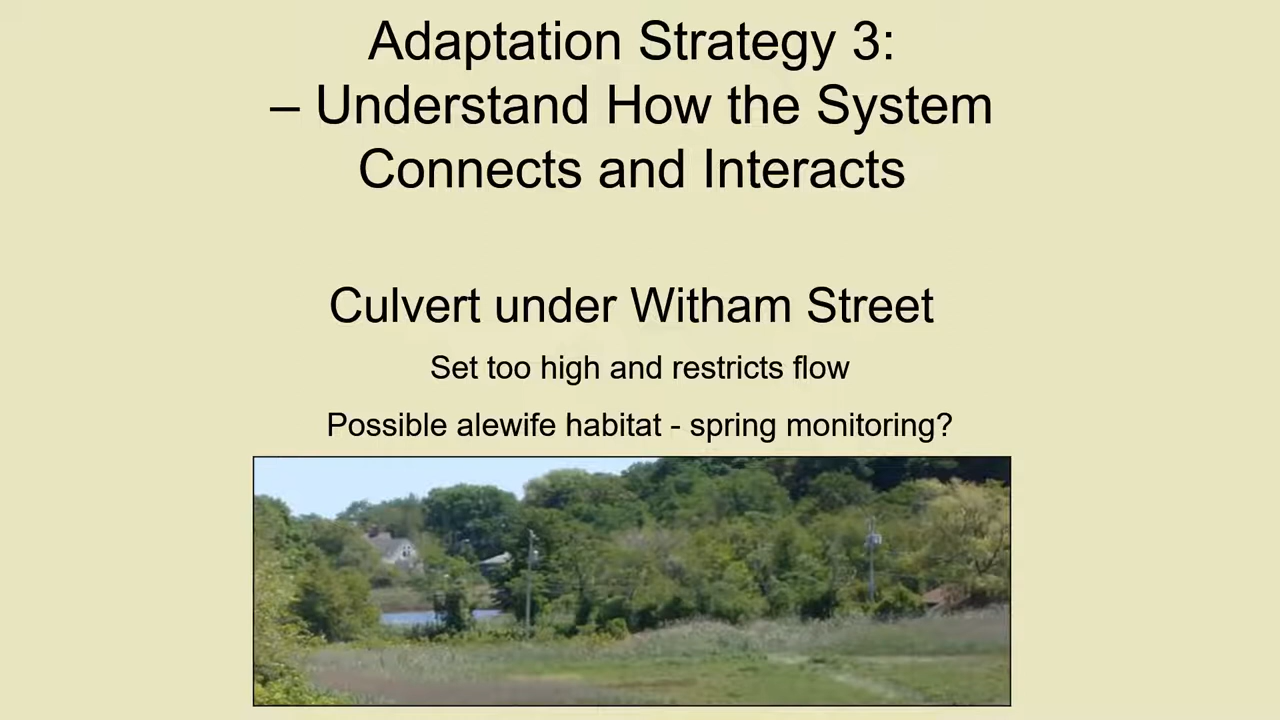 Adaptation Strategy 3:
– Understand How the System
Connects and Interacts
Culvert under Witham Street
Set too high and restricts flow
Possible alewife habitat - spring monitoring?